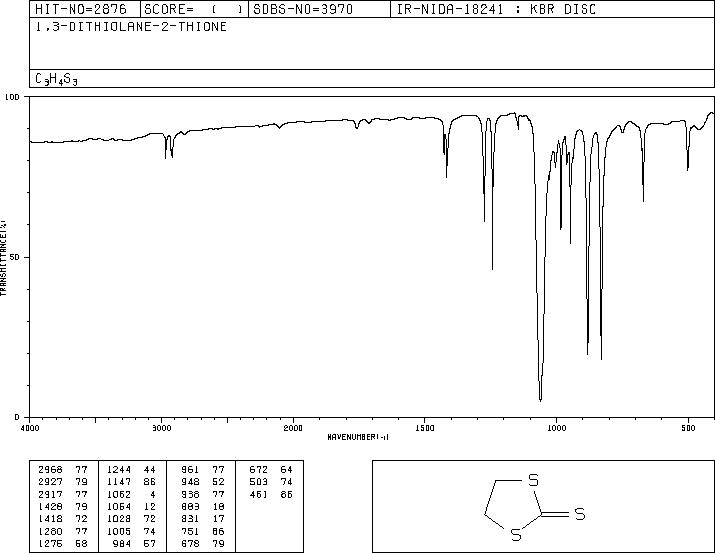 HIT-NO=2876 SCORE= ( ) SDBS-NO=3970 IR-NIDA-18241 : KBR DISC
1,3-DITHIOLANE-2-THIONE
C3H4S3
100
50
0
TRANSMITTANCE(%)
4000 3000 2000 1500 1000 500
WAVENUMBER(-1)
2968 77 1244 44 961 77 672 64
2927 79 1147 86 948 52 503 74
2917 77 1062 4 938 77 461 86
1428 79 1054 12 883 18
1418 72 1028 72 831 17
1280 77 1005 74 751 86
1275 58 984 57 678 79
S
S
S